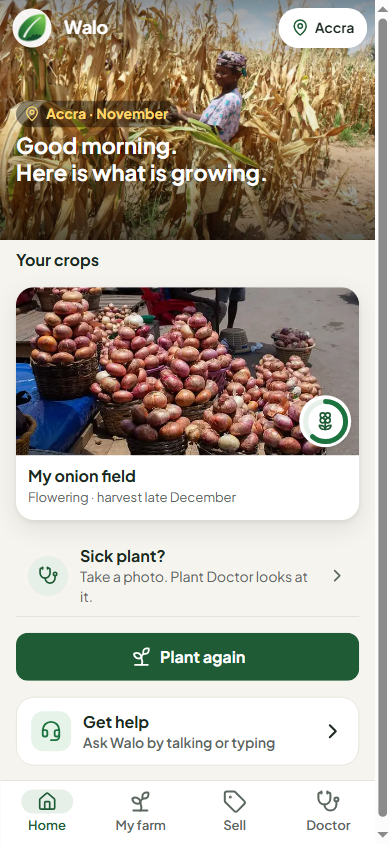 Walo
Accra
Accra · November
Good morning.
Here is what is growing.
Your crops
My onion field
Flowering · harvest late December
Sick plant?
Take a photo. Plant Doctor looks at
it.
Plant again
Get help
Ask Walo by talking or typing
Home
My farm
Sell
Doctor